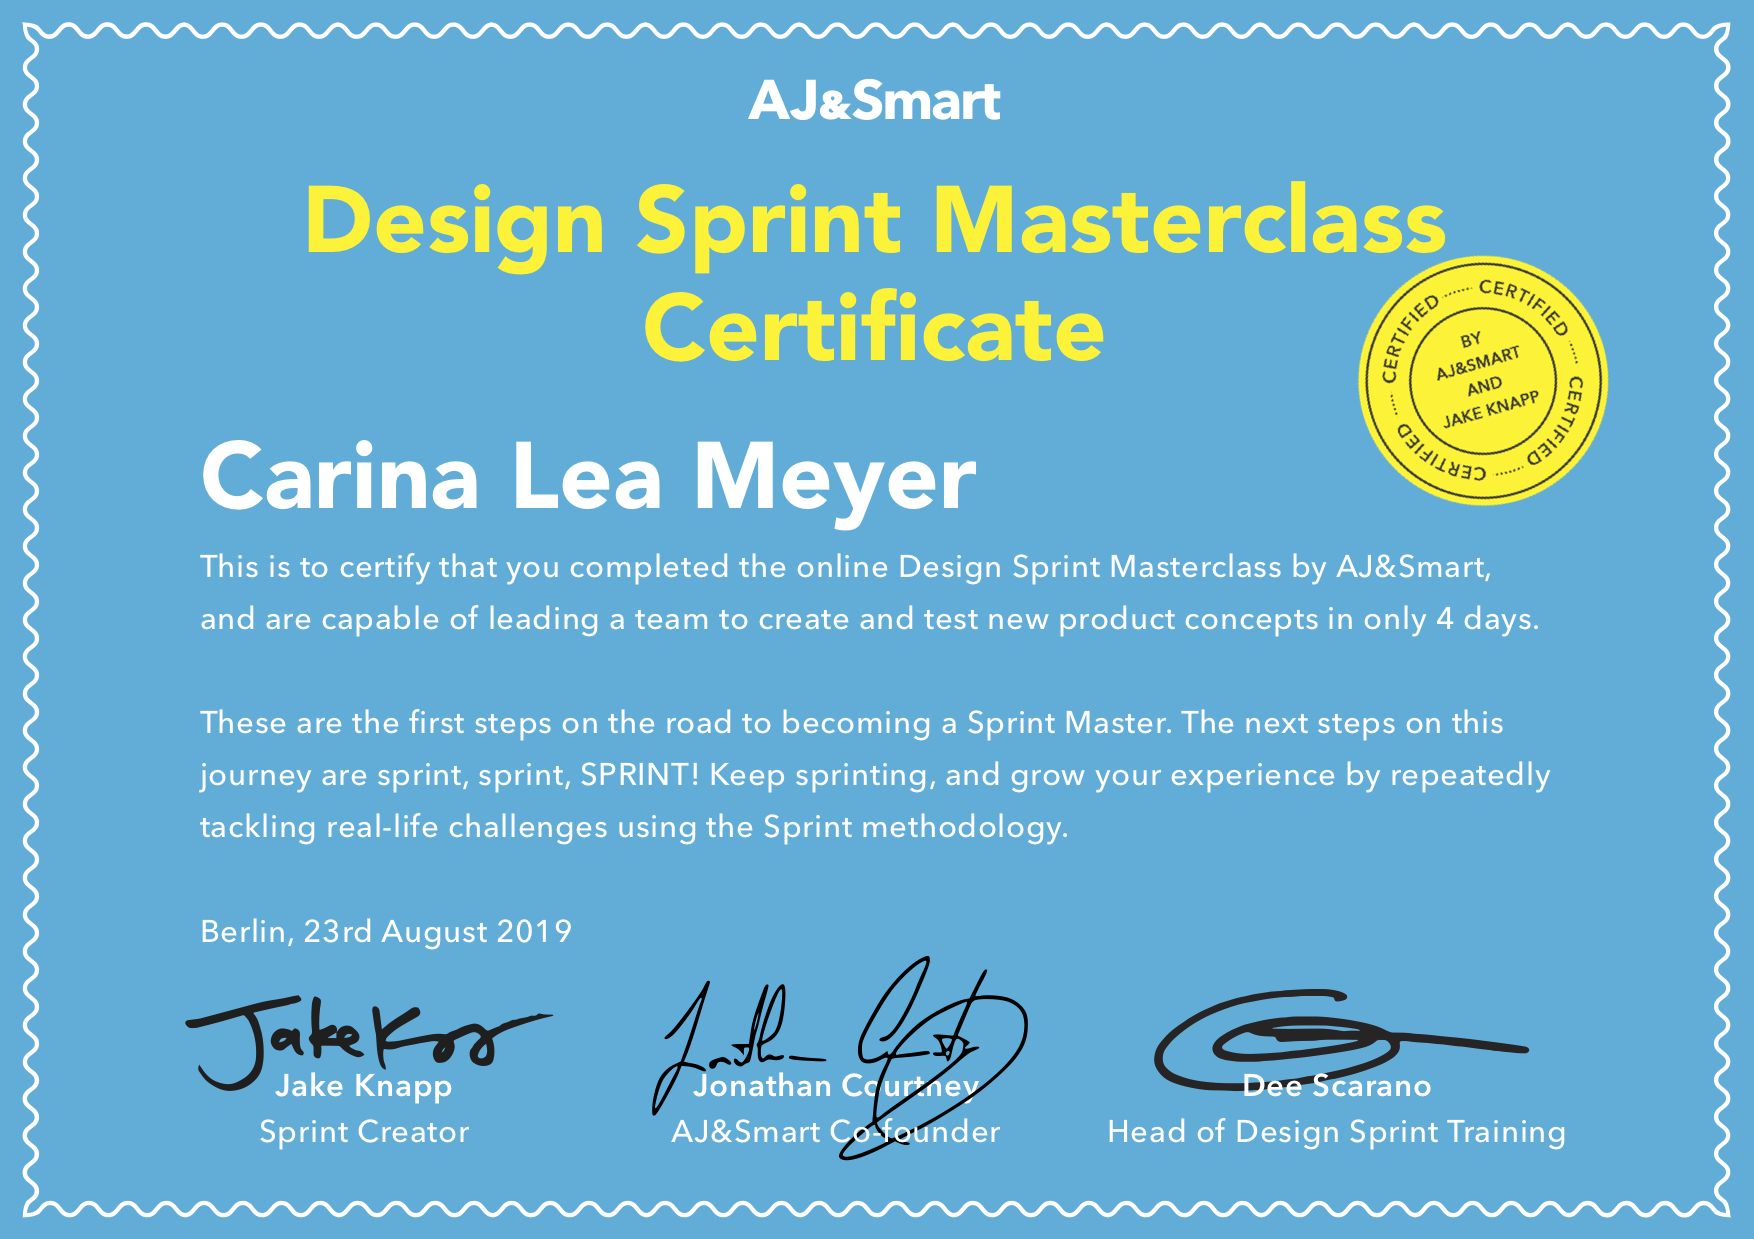 AJ&Smart
Design Sprint Masterclass
Certificate
CERTIFIED ······· CERTIFIED ····· CERTIFIED ······· CERTIFIED ······· CERTIFIED ·····
BY
AJ&SMART
AND
JAKE KNAPP
Carina Lea Meyer
This is to certify that you completed the online Design Sprint Masterclass by AJ&Smart,
and are capable of leading a team to create and test new product concepts in only 4 days.
These are the first steps on the road to becoming a Sprint Master. The next steps on this
journey are sprint, sprint, SPRINT! Keep sprinting, and grow your experience by repeatedly
tackling real-life challenges using the Sprint methodology.
Berlin, 23rd August 2019
Jake Knapp
Jake Knapp
Sprint Creator
Jonathan Courtney
AJ&Smart Co-founder
Dee Scarano
Head of Design Sprint Training